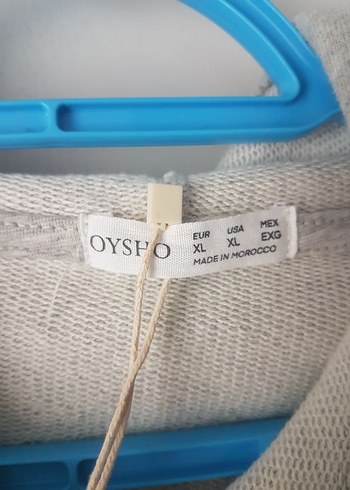 OYSHO
EUR USA MEX
XL XL EXG
MADE IN MOROCCO